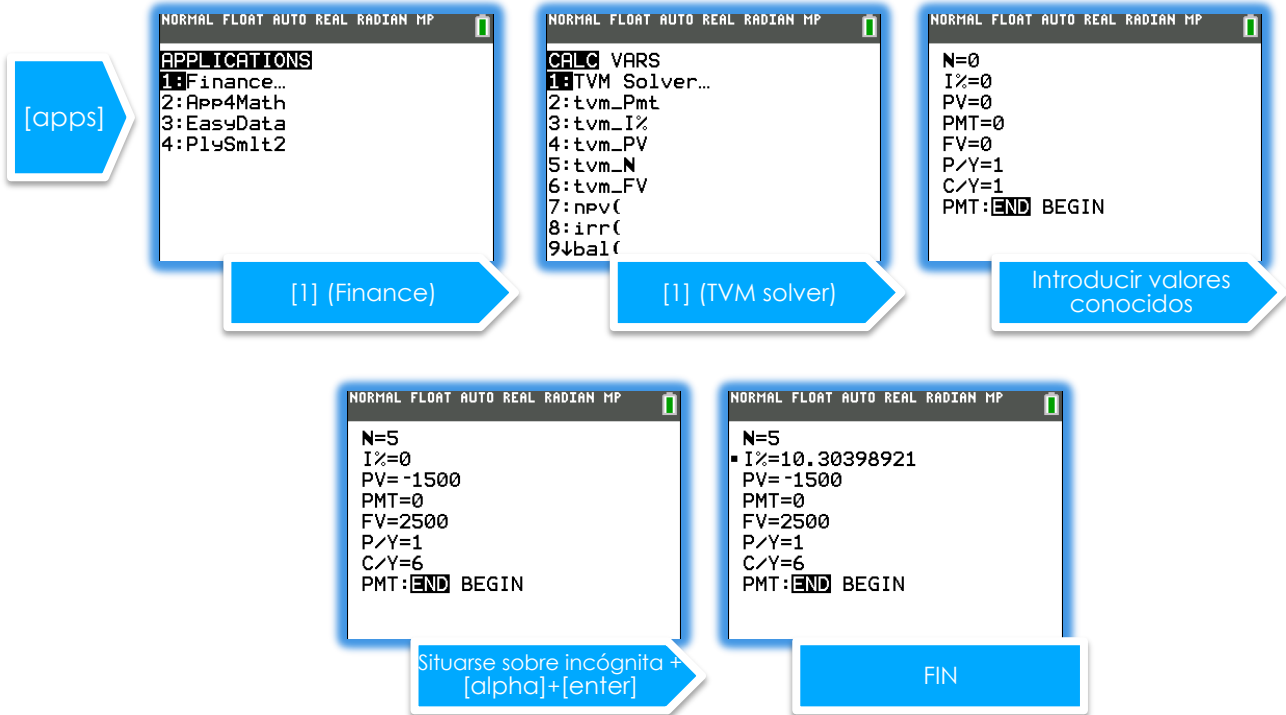 [apps]
NORMAL FLOAT AUTO REAL RADIAN MP
APPLICATIONS
1:Finance…
2:App4Math
3:EasyData
4:PlySmlt2
[1] (Finance)
NORMAL FLOAT AUTO REAL RADIAN MP
CALC VARS
1:TVM Solver…
2:tvm_Pmt
3:tvm_I%
4:tvm_PV
5:tvm_N
6:tvm_FV
7:npv(
8:irr(
9↓bal(
[1] (TVM solver)
NORMAL FLOAT AUTO REAL RADIAN MP
N=0
I%=0
PV=0
PMT=0
FV=0
P/Y=1
C/Y=1
PMT:END BEGIN
Introducir valores
conocidos
NORMAL FLOAT AUTO REAL RADIAN MP
N=5
I%=0
PV=-1500
PMT=0
FV=2500
P/Y=1
C/Y=6
PMT:END BEGIN
Situarse sobre incógnita +
[alpha]+[enter]
NORMAL FLOAT AUTO REAL RADIAN MP
N=5
▪I%=10.30398921
PV=-1500
PMT=0
FV=2500
P/Y=1
C/Y=6
PMT:END BEGIN
FIN